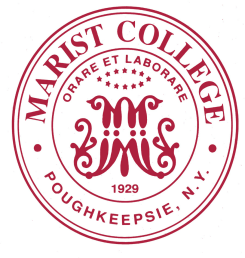 MARIST COLLEGE
ORARE ET LABORARE
1929
POUGHKEEPSIE, N.Y.